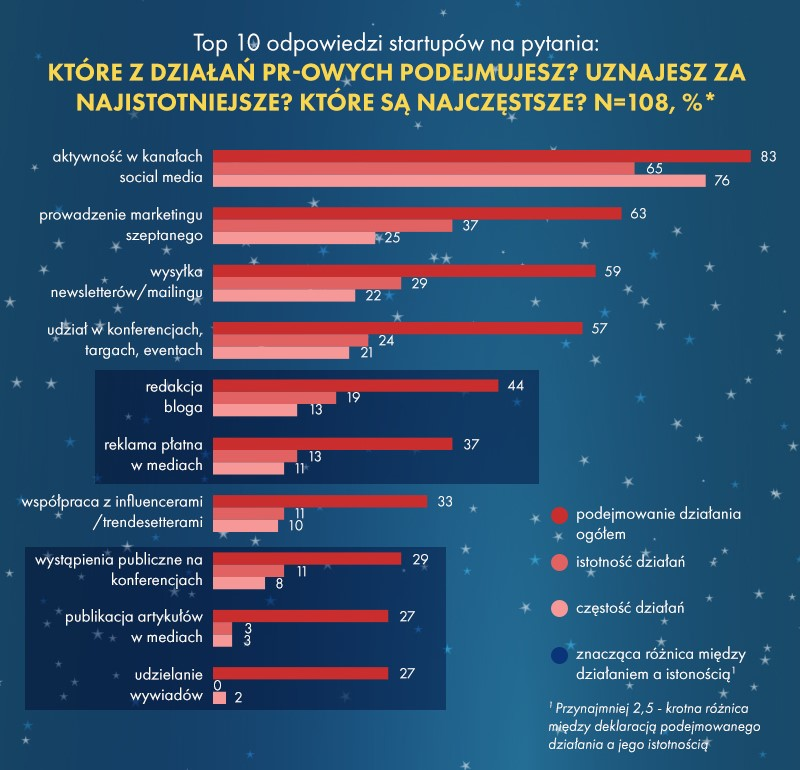 Top 10 odpowiedzi startupów na pytania:
KTÓRE Z DZIAŁAŃ PR-OWYCH PODEJMUJESZ? UZNAJESZ ZA
NAJISTOTNIEJSZE? KTÓRE SĄ NAJCZĘSTSZE? N=108, %*
aktywność w kanałach
social media
83
65
76
prowadzenie marketingu
szeptanego
63
37
25
wysyłka
newsletterów/mailingu
59
29
22
udział w konferencjach,
targach, eventach
57
24
21
redakcja
bloga
44
19
13
reklama płatna
w mediach
37
13
11
współpraca z influencerami
/trendesetterami
33
11
10
wystąpienia publiczne na
konferencjach
29
11
8
publikacja artykułów
w mediach
27
3
3
udzielanie
wywiadów
27
0
2
podejmowanie działania
ogółem
istotność działań
częstość działań
znacząca różnica między
działaniem a istonością¹
¹ Przynajmniej 2,5 - krotna różnica
między deklaracją podejmowanego
działania a jego istotnością